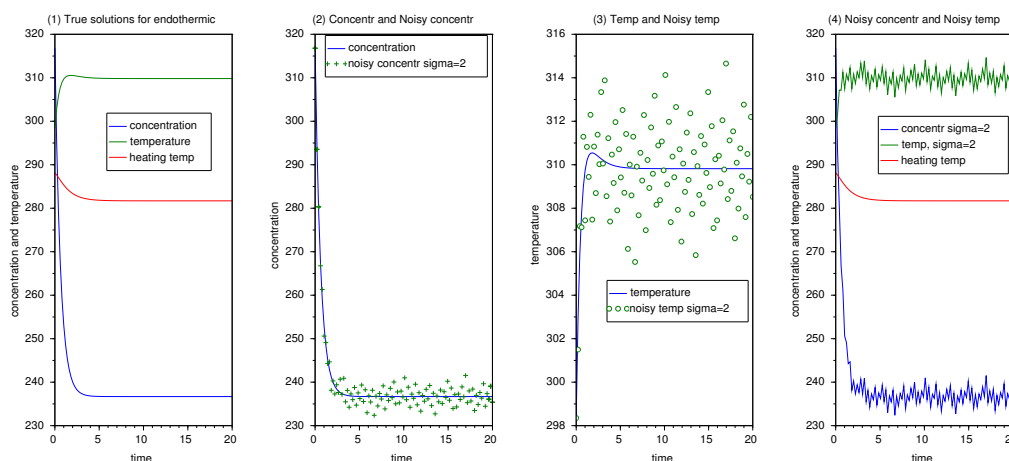 (1) True solutions for endothermic
320
310
300
290
280
270
260
250
240
230
0
5
10
15
20
time
concentration and temperature
concentration
temperature
heating temp
(2) Concentr and Noisy concentr
320
310
300
290
280
270
260
250
240
230
0
5
10
15
20
time
concentration
concentration
noisy concentr sigma=2
(3) Temp and Noisy temp
316
314
312
310
308
306
304
302
300
298
0
5
10
15
20
time
temperature
temperature
noisy temp sigma=2
(4) Noisy concentr and Noisy temp
320
310
300
290
280
270
260
250
240
230
0
5
10
15
20
time
concentration and temperature
concentr sigma=2
temp, sigma=2
heating temp